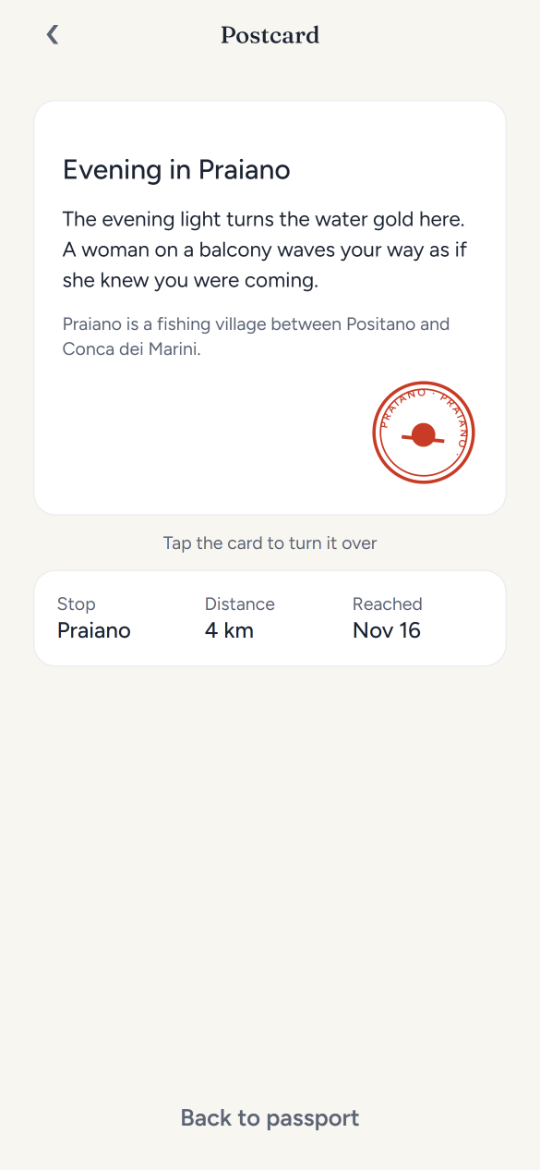 Postcard
Evening in Praiano
The evening light turns the water gold here.
A woman on a balcony waves your way as if
she knew you were coming.
Praiano is a fishing village between Positano and
Conca dei Marini.
PRAIANO · PRAIANO ·
Tap the card to turn it over
Stop Distance Reached
Praiano 4 km Nov 16
Back to passport